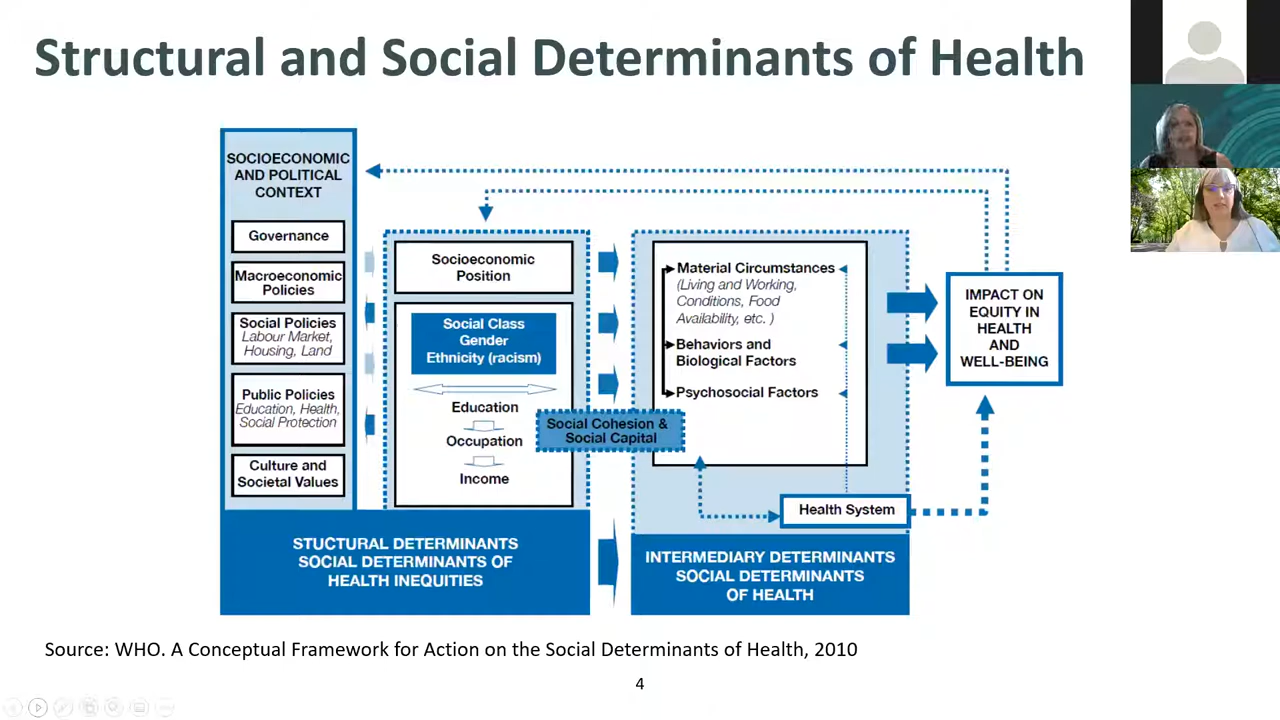 Structural and Social Determinants of Health
SOCIOECONOMIC
AND POLITICAL
CONTEXT
Governance
Macroeconomic
Policies
Social Policies
Labour Market,
Housing, Land
Public Policies
Education, Health,
Social Protection
Culture and
Societal Values
Socioeconomic
Position
Social Class
Gender
Ethnicity (racism)
Education
Occupation
Income
Social Cohesion &
Social Capital
Material Circumstances
(Living and Working,
Conditions, Food
Availability, etc. )
Behaviors and
Biological Factors
Psychosocial Factors
Health System
IMPACT ON
EQUITY IN
HEALTH
AND
WELL-BEING
STUCTURAL DETERMINANTS
SOCIAL DETERMINANTS OF
HEALTH INEQUITIES
INTERMEDIARY DETERMINANTS
SOCIAL DETERMINANTS
OF HEALTH
Source: WHO. A Conceptual Framework for Action on the Social Determinants of Health, 2010
4